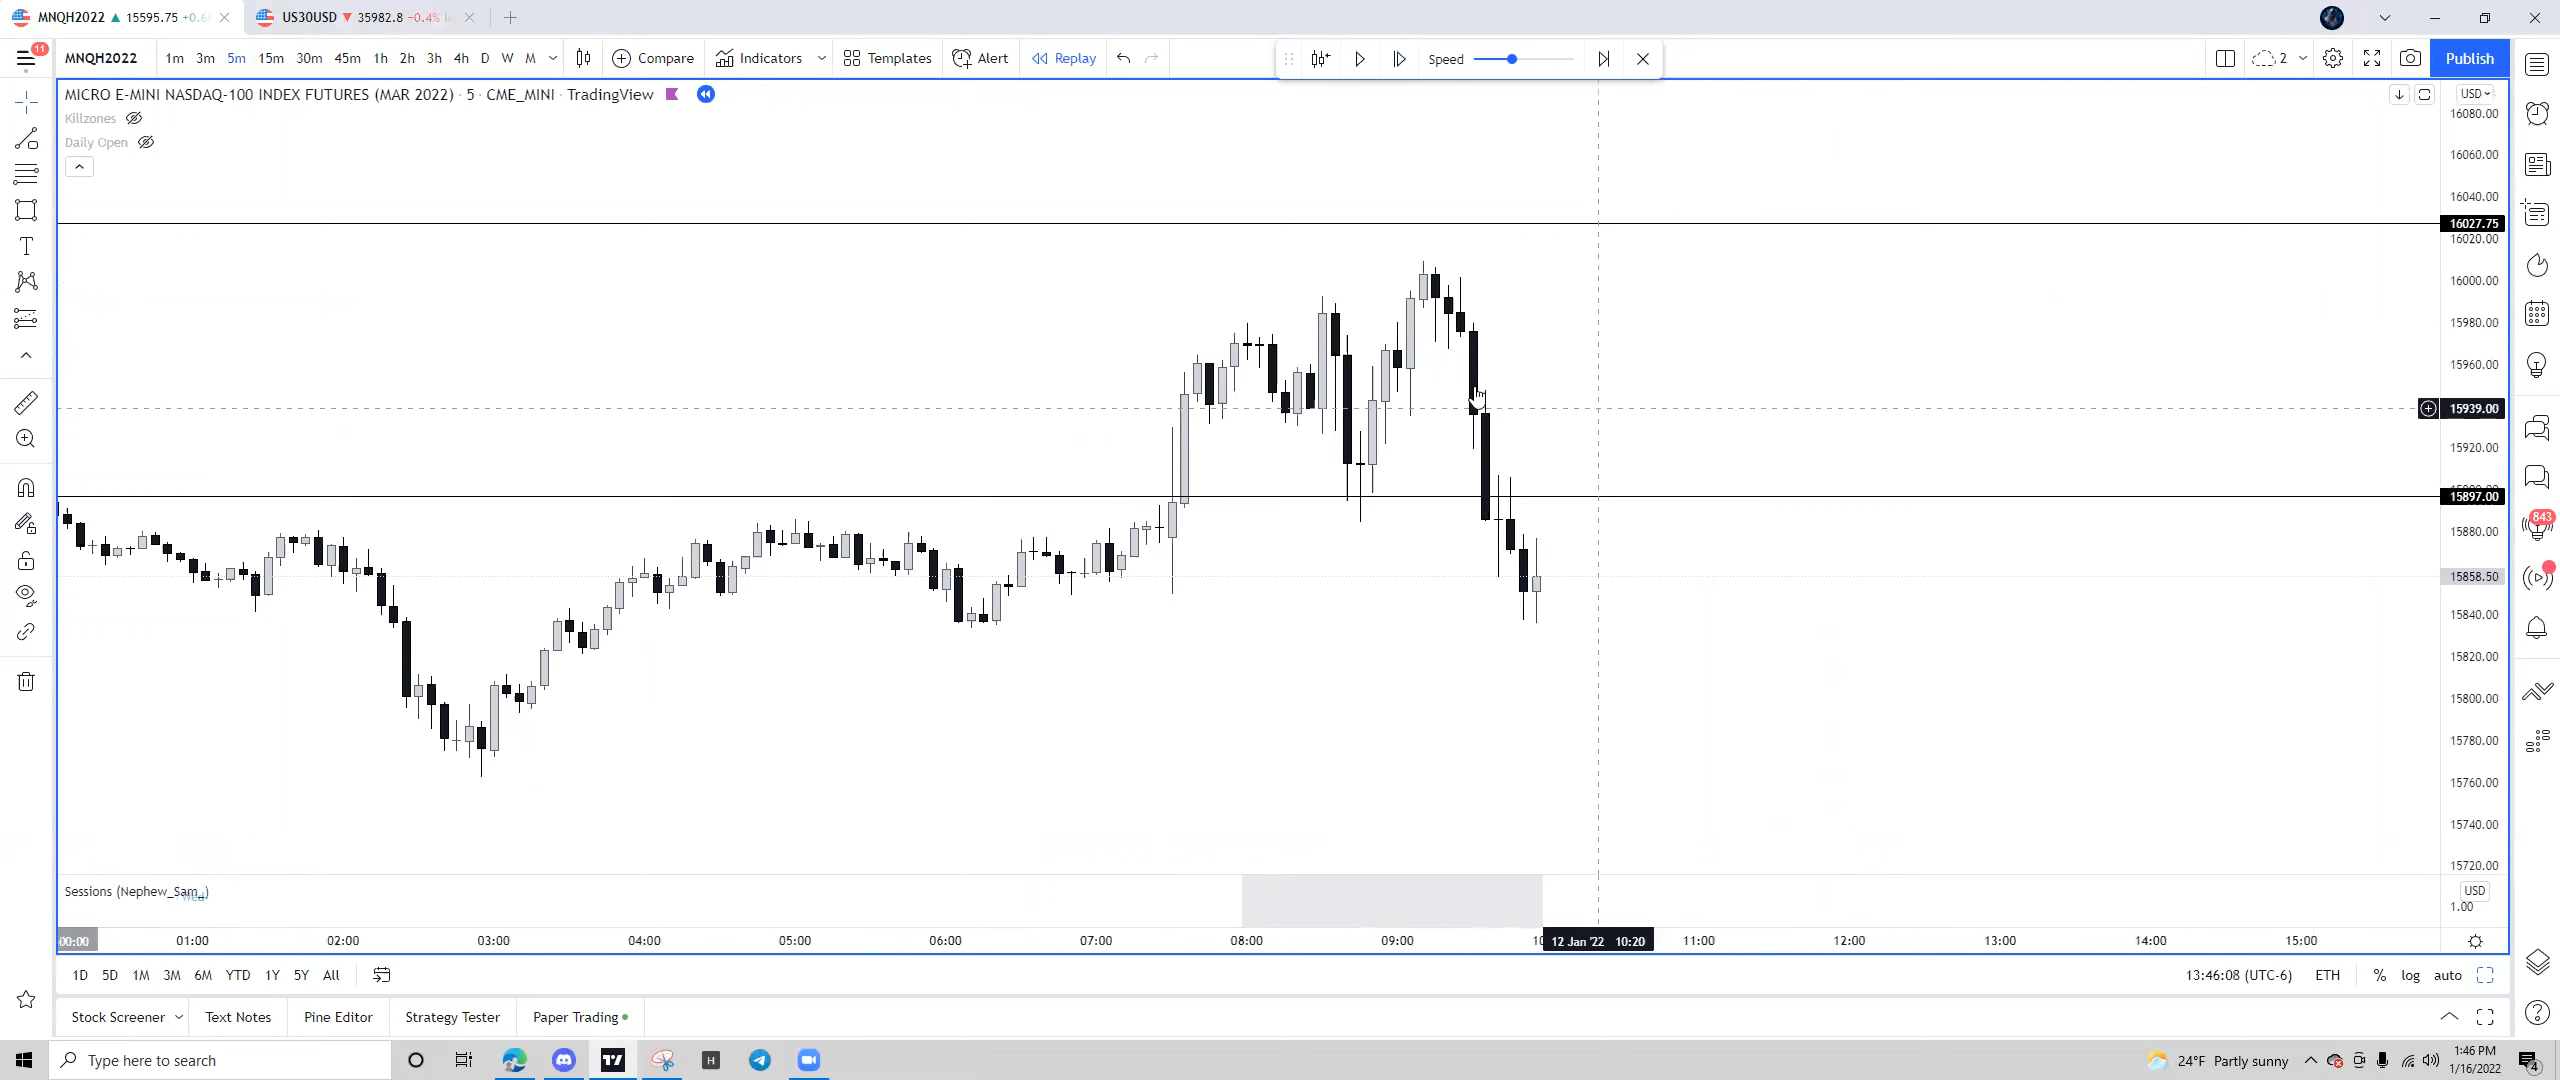 MNQH2022 ▲ 15595.75 +0.6
US30USD ▼ 35982.8 −0.4%
11
MNQH2022 1m 3m 5m 15m 30m 45m 1h 2h 3h 4h D W M Compare Indicators Templates Alert Replay Speed 2 Publish
MICRO E-MINI NASDAQ-100 INDEX FUTURES (MAR 2022) · 5 · CME_MINI · TradingView
USD
Killzones
Daily Open
16080.00
16060.00
16040.00
16027.75
16020.00
16000.00
15980.00
15960.00
15939.00
15920.00
15897.00
15880.00
15858.50
15840.00
15820.00
15800.00
15780.00
15760.00
15740.00
15720.00
843
Sessions (Nephew_Sam_)
Wed
USD
1.00
00:00 01:00 02:00 03:00 04:00 05:00 06:00 07:00 08:00 09:00 10 12 Jan '22 10:20 11:00 12:00 13:00 14:00 15:00
1D 5D 1M 3M 6M YTD 1Y 5Y All 13:46:08 (UTC-6) ETH % log auto
Stock Screener Text Notes Pine Editor Strategy Tester Paper Trading
Type here to search
H
24°F Partly sunny
1:46 PM
1/16/2022
4